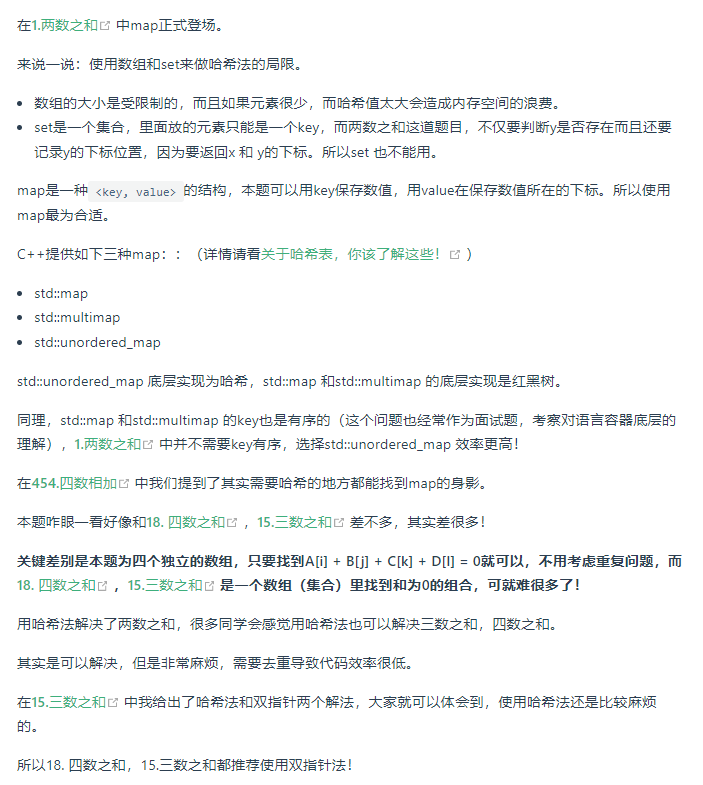 在1.两数之和 中map正式登场。
来说一说：使用数组和set来做哈希法的局限。
• 数组的大小是受限制的，而且如果元素很少，而哈希值太大会造成内存空间的浪费。
• set是一个集合，里面放的元素只能是一个key，而两数之和这道题目，不仅要判断y是否存在而且还要
记录y的下标位置，因为要返回x 和 y的下标。所以set 也不能用。
map是一种 <key, value> 的结构，本题可以用key保存数值，用value在保存数值所在的下标。所以使用
map最为合适。
C++提供如下三种map：：（详情请看关于哈希表，你该了解这些！ ）
• std::map
• std::multimap
• std::unordered_map
std::unordered_map 底层实现为哈希，std::map 和std::multimap 的底层实现是红黑树。
同理，std::map 和std::multimap 的key也是有序的（这个问题也经常作为面试题，考察对语言容器底层的
理解），1.两数之和 中并不需要key有序，选择std::unordered_map 效率更高！
在454.四数相加 中我们提到了其实需要哈希的地方都能找到map的身影。
本题咋眼一看好像和18. 四数之和 ，15.三数之和 差不多，其实差很多！
关键差别是本题为四个独立的数组，只要找到A[i] + B[j] + C[k] + D[l] = 0就可以，不用考虑重复问题，而
18. 四数之和 ，15.三数之和 是一个数组（集合）里找到和为0的组合，可就难很多了！
用哈希法解决了两数之和，很多同学会感觉用哈希法也可以解决三数之和，四数之和。
其实是可以解决，但是非常麻烦，需要去重导致代码效率很低。
在15.三数之和 中我给出了哈希法和双指针两个解法，大家就可以体会到，使用哈希法还是比较麻烦
的。
所以18. 四数之和，15.三数之和都推荐使用双指针法！